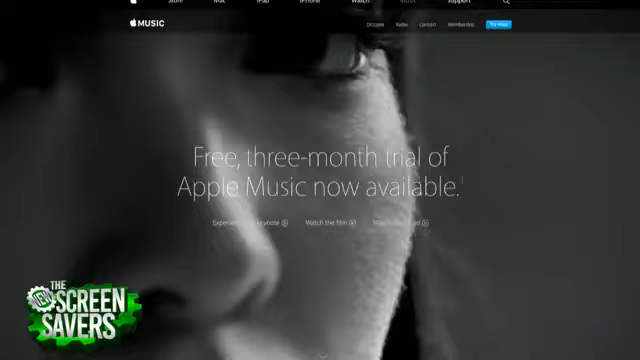 Store Mac iPad iPhone Watch Music Support
MUSIC
Discover Radio Connect Membership Try Now
Free, three-month trial of
Apple Music now available.
Watch the film
THE
NEW
SCREEN
SAVERS